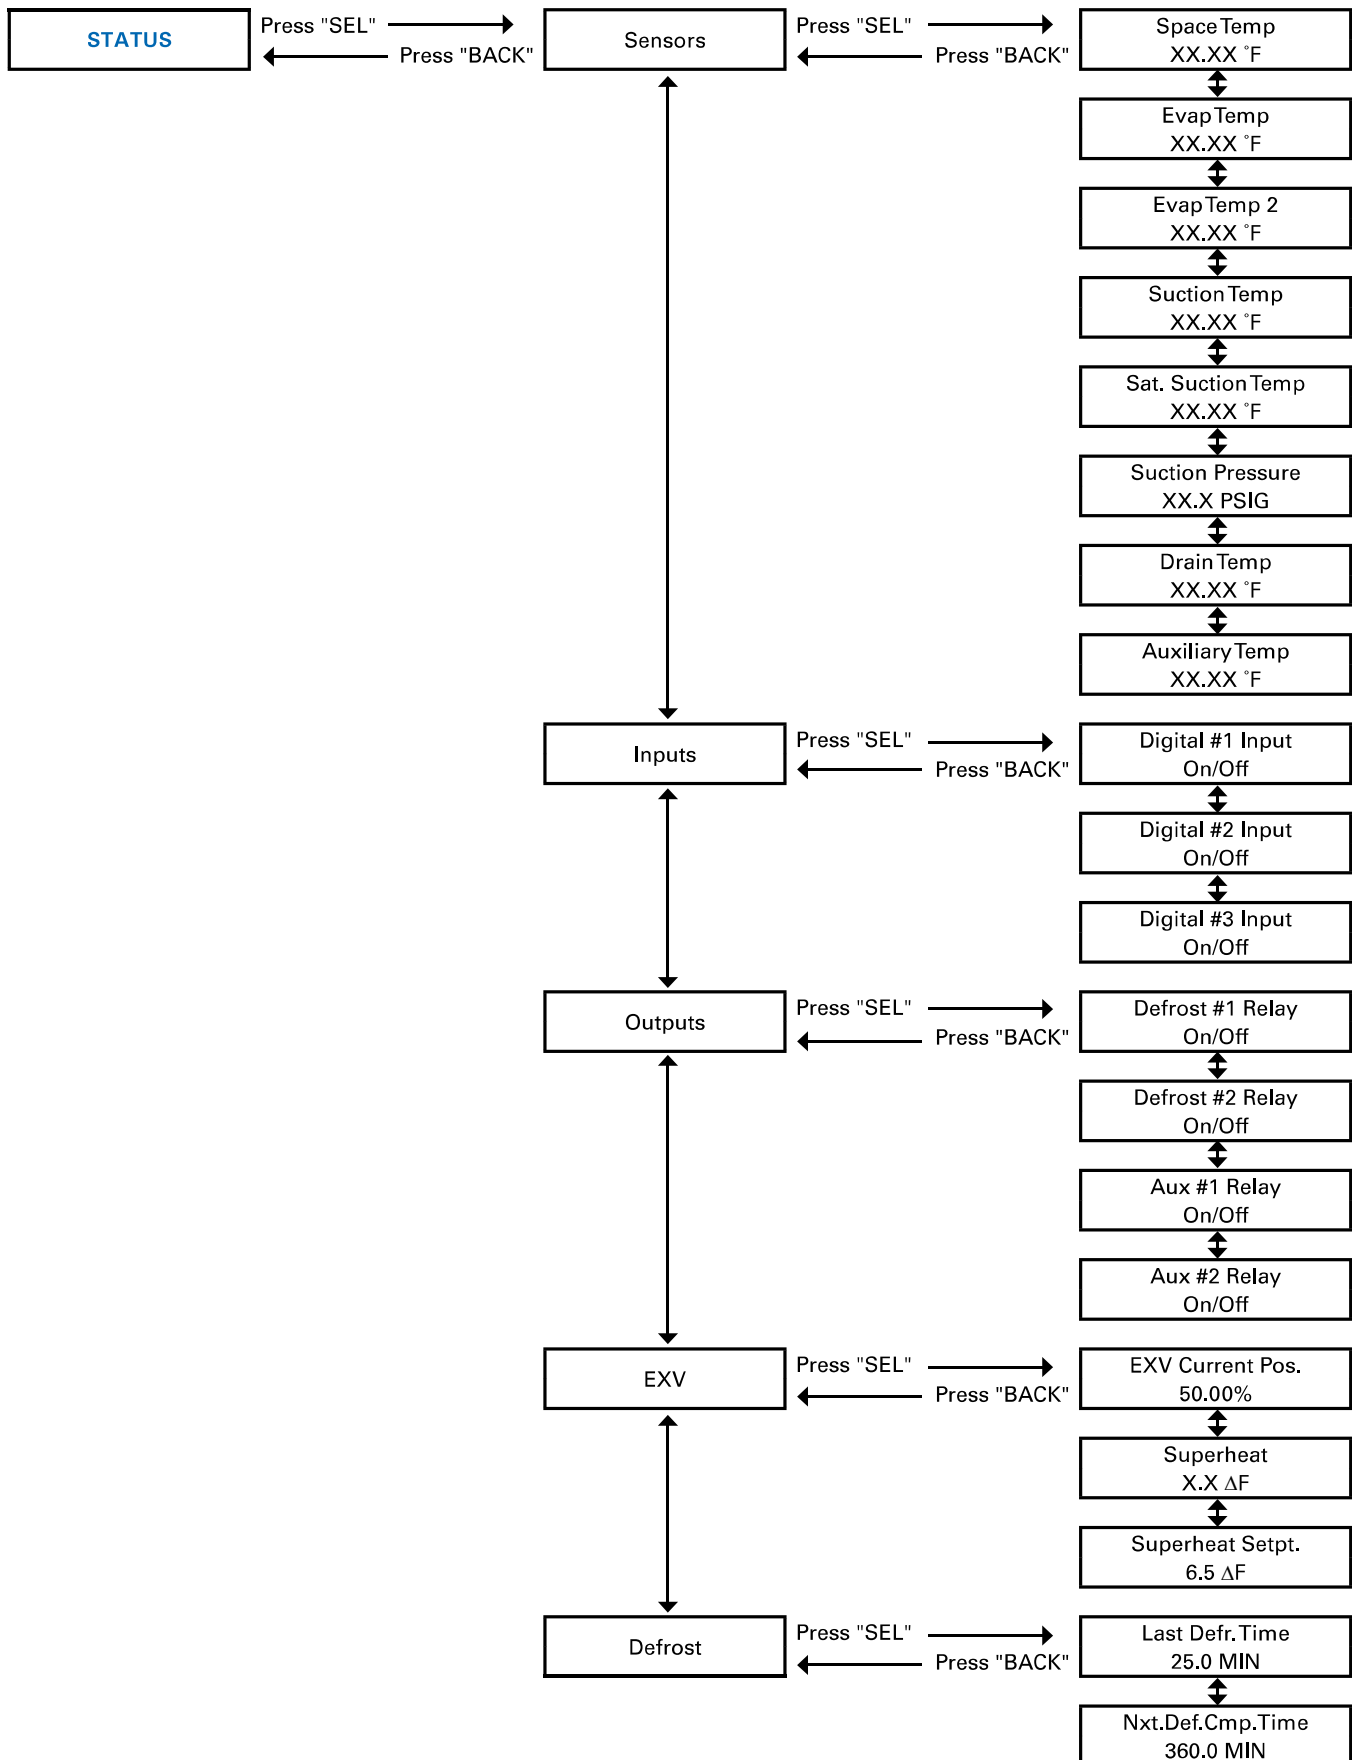 STATUS
Press "SEL"
Press "BACK"
Sensors
Press "SEL"
Press "BACK"
Space Temp
XX.XX °F
Evap Temp
XX.XX °F
Evap Temp 2
XX.XX °F
Suction Temp
XX.XX °F
Sat. Suction Temp
XX.XX °F
Suction Pressure
XX.X PSIG
Drain Temp
XX.XX °F
Auxiliary Temp
XX.XX °F
Inputs
Press "SEL"
Press "BACK"
Digital #1 Input
On/Off
Digital #2 Input
On/Off
Digital #3 Input
On/Off
Outputs
Press "SEL"
Press "BACK"
Defrost #1 Relay
On/Off
Defrost #2 Relay
On/Off
Aux #1 Relay
On/Off
Aux #2 Relay
On/Off
EXV
Press "SEL"
Press "BACK"
EXV Current Pos.
50.00%
Superheat
X.X ΔF
Superheat Setpt.
6.5 ΔF
Defrost
Press "SEL"
Press "BACK"
Last Defr. Time
25.0 MIN
Nxt.Def.Cmp.Time
360.0 MIN